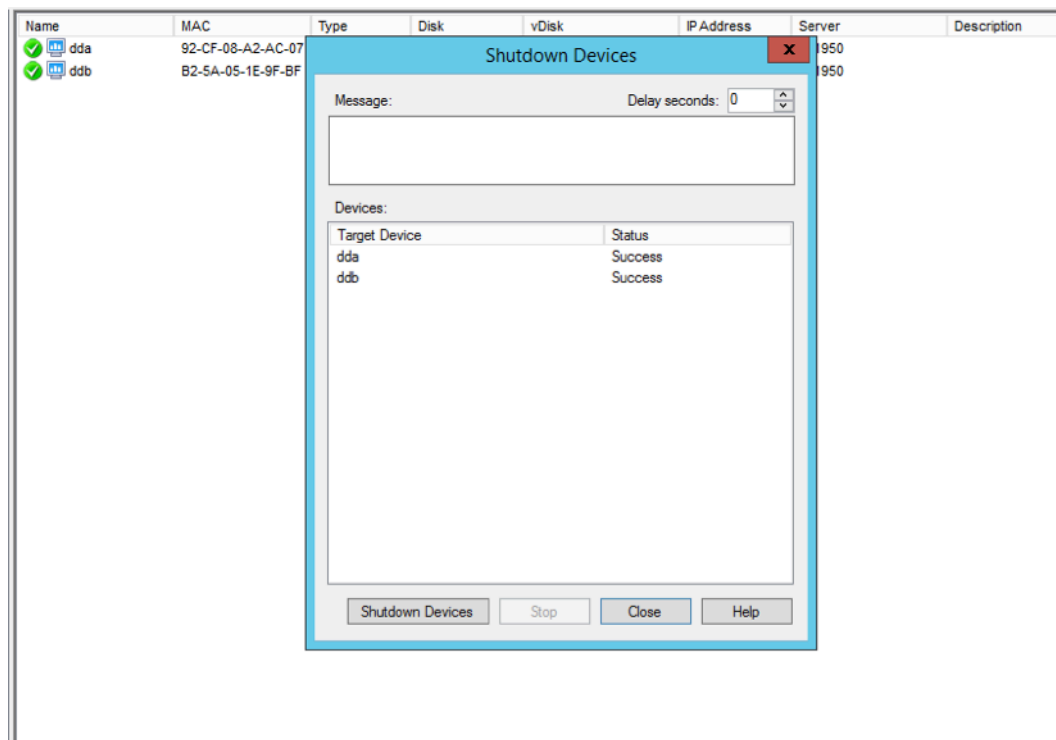 Name MAC Type Disk vDisk IP Address Server Description
dda 92-CF-08-A2-AC-07 1950
ddb B2-5A-05-1E-9F-BF 1950
Shutdown Devices x
Message: Delay seconds: 0
Devices:
Target Device Status
dda Success
ddb Success
Shutdown Devices Stop Close Help